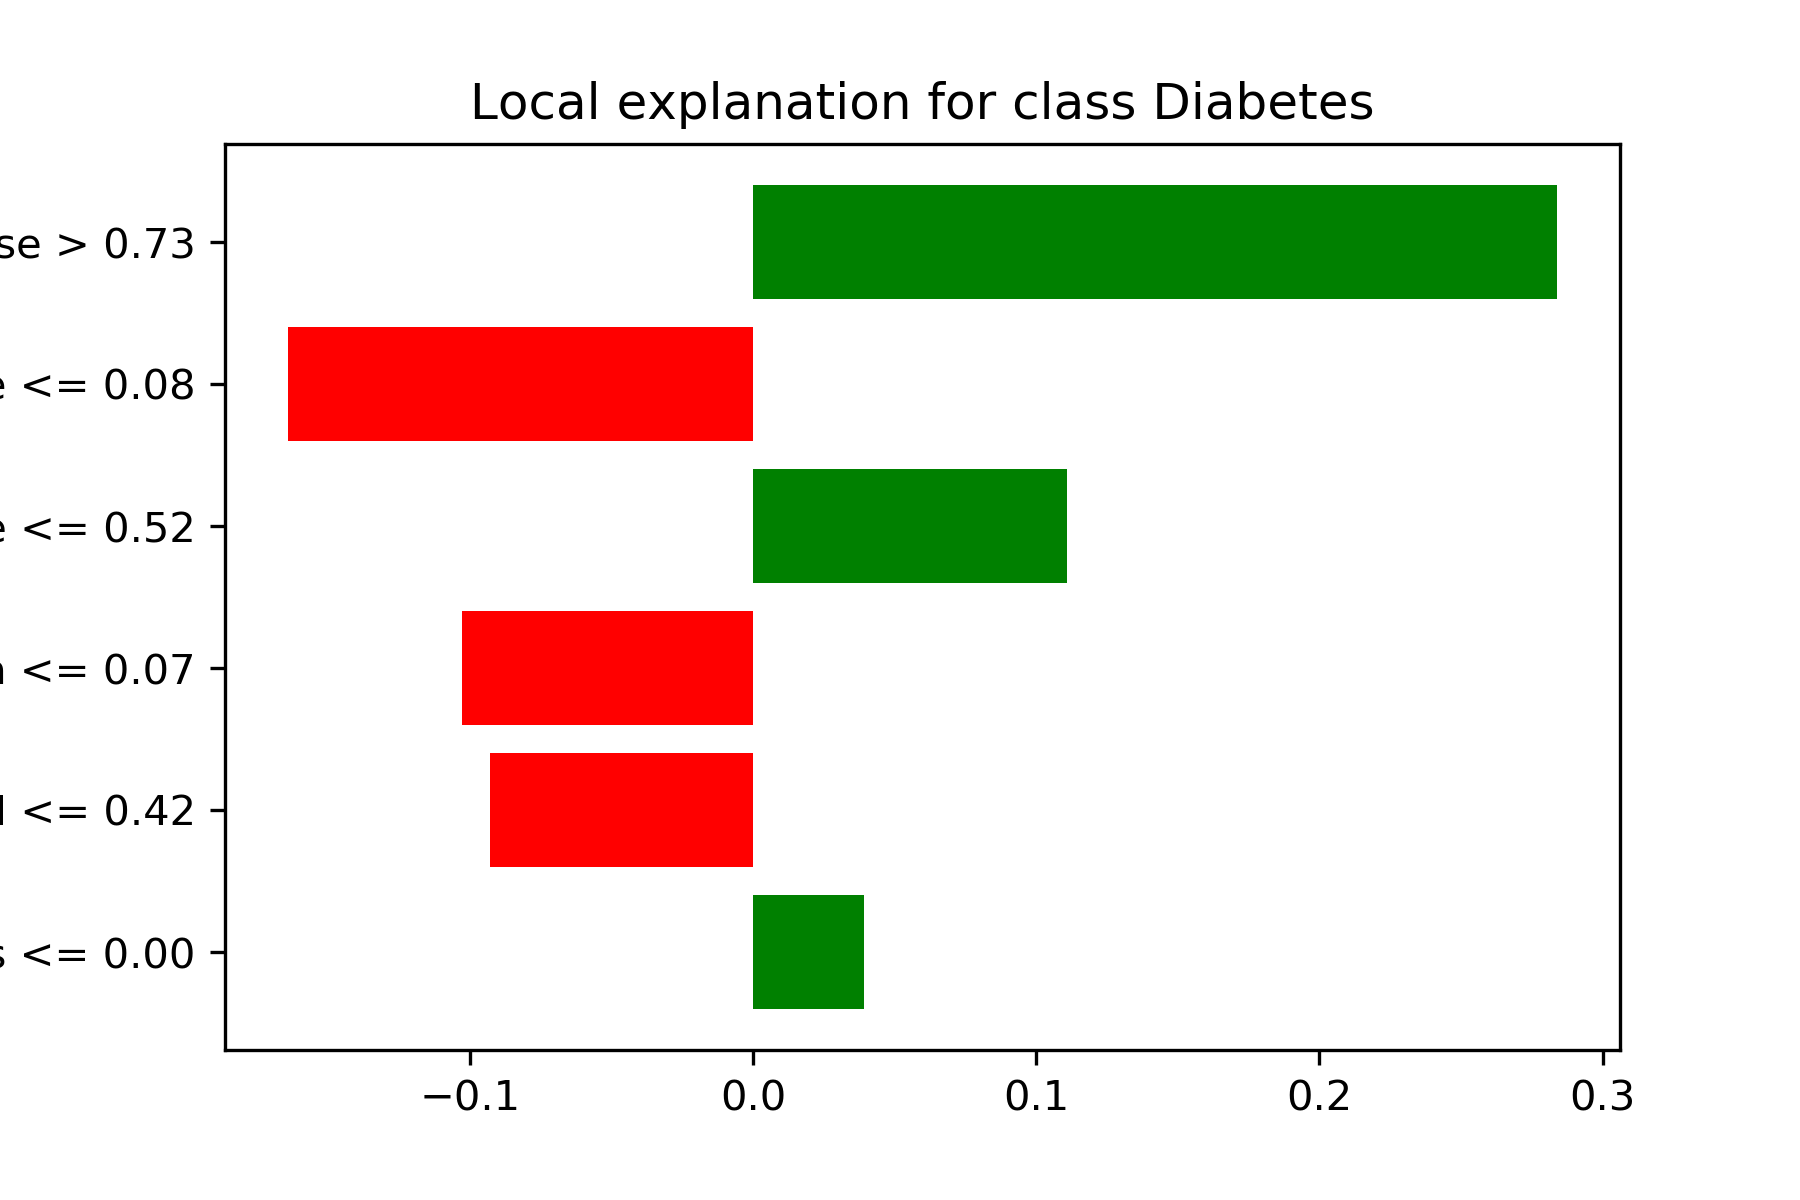 Local explanation for class Diabetes
se > 0.73
<= 0.08
<= 0.52
<= 0.07
<= 0.42
<= 0.00
−0.1 0.0 0.1 0.2 0.3